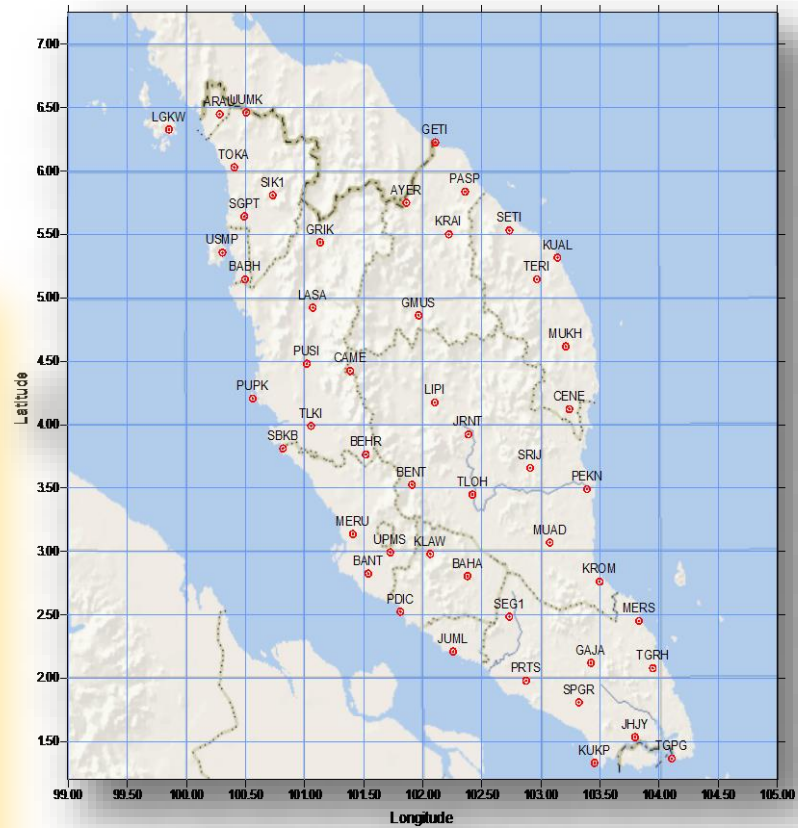 7.00
6.50
ARAU UUMK
LGKW
GETI
TOKA
6.00
SIK1
AYER
PASP
SGPT
KRAI
SETI
5.50
GRIK
USMP
KUAL
BABH
TERI
5.00
LASA
GMUS
MUKH
PUSI
4.50
CAME
PUPK
LIPI
CENE
Latitude
4.00
TLKI
JRNT
SBKB
BEHR
SRIJ
BENT
TLOH
PEKN
3.50
MERU
UPMS
KLAW
MUAD
3.00
BANT
BAHA
KROM
PDIC
SEG1
MERS
2.50
JUML
GAJA
TGRH
PRTS
2.00
SPGR
JHJY
TGPG
KUKP
1.50
99.00 99.50 100.00 100.50 101.00 101.50 102.00 102.50 103.00 103.50 104.00 104.50 105.00
Longitude